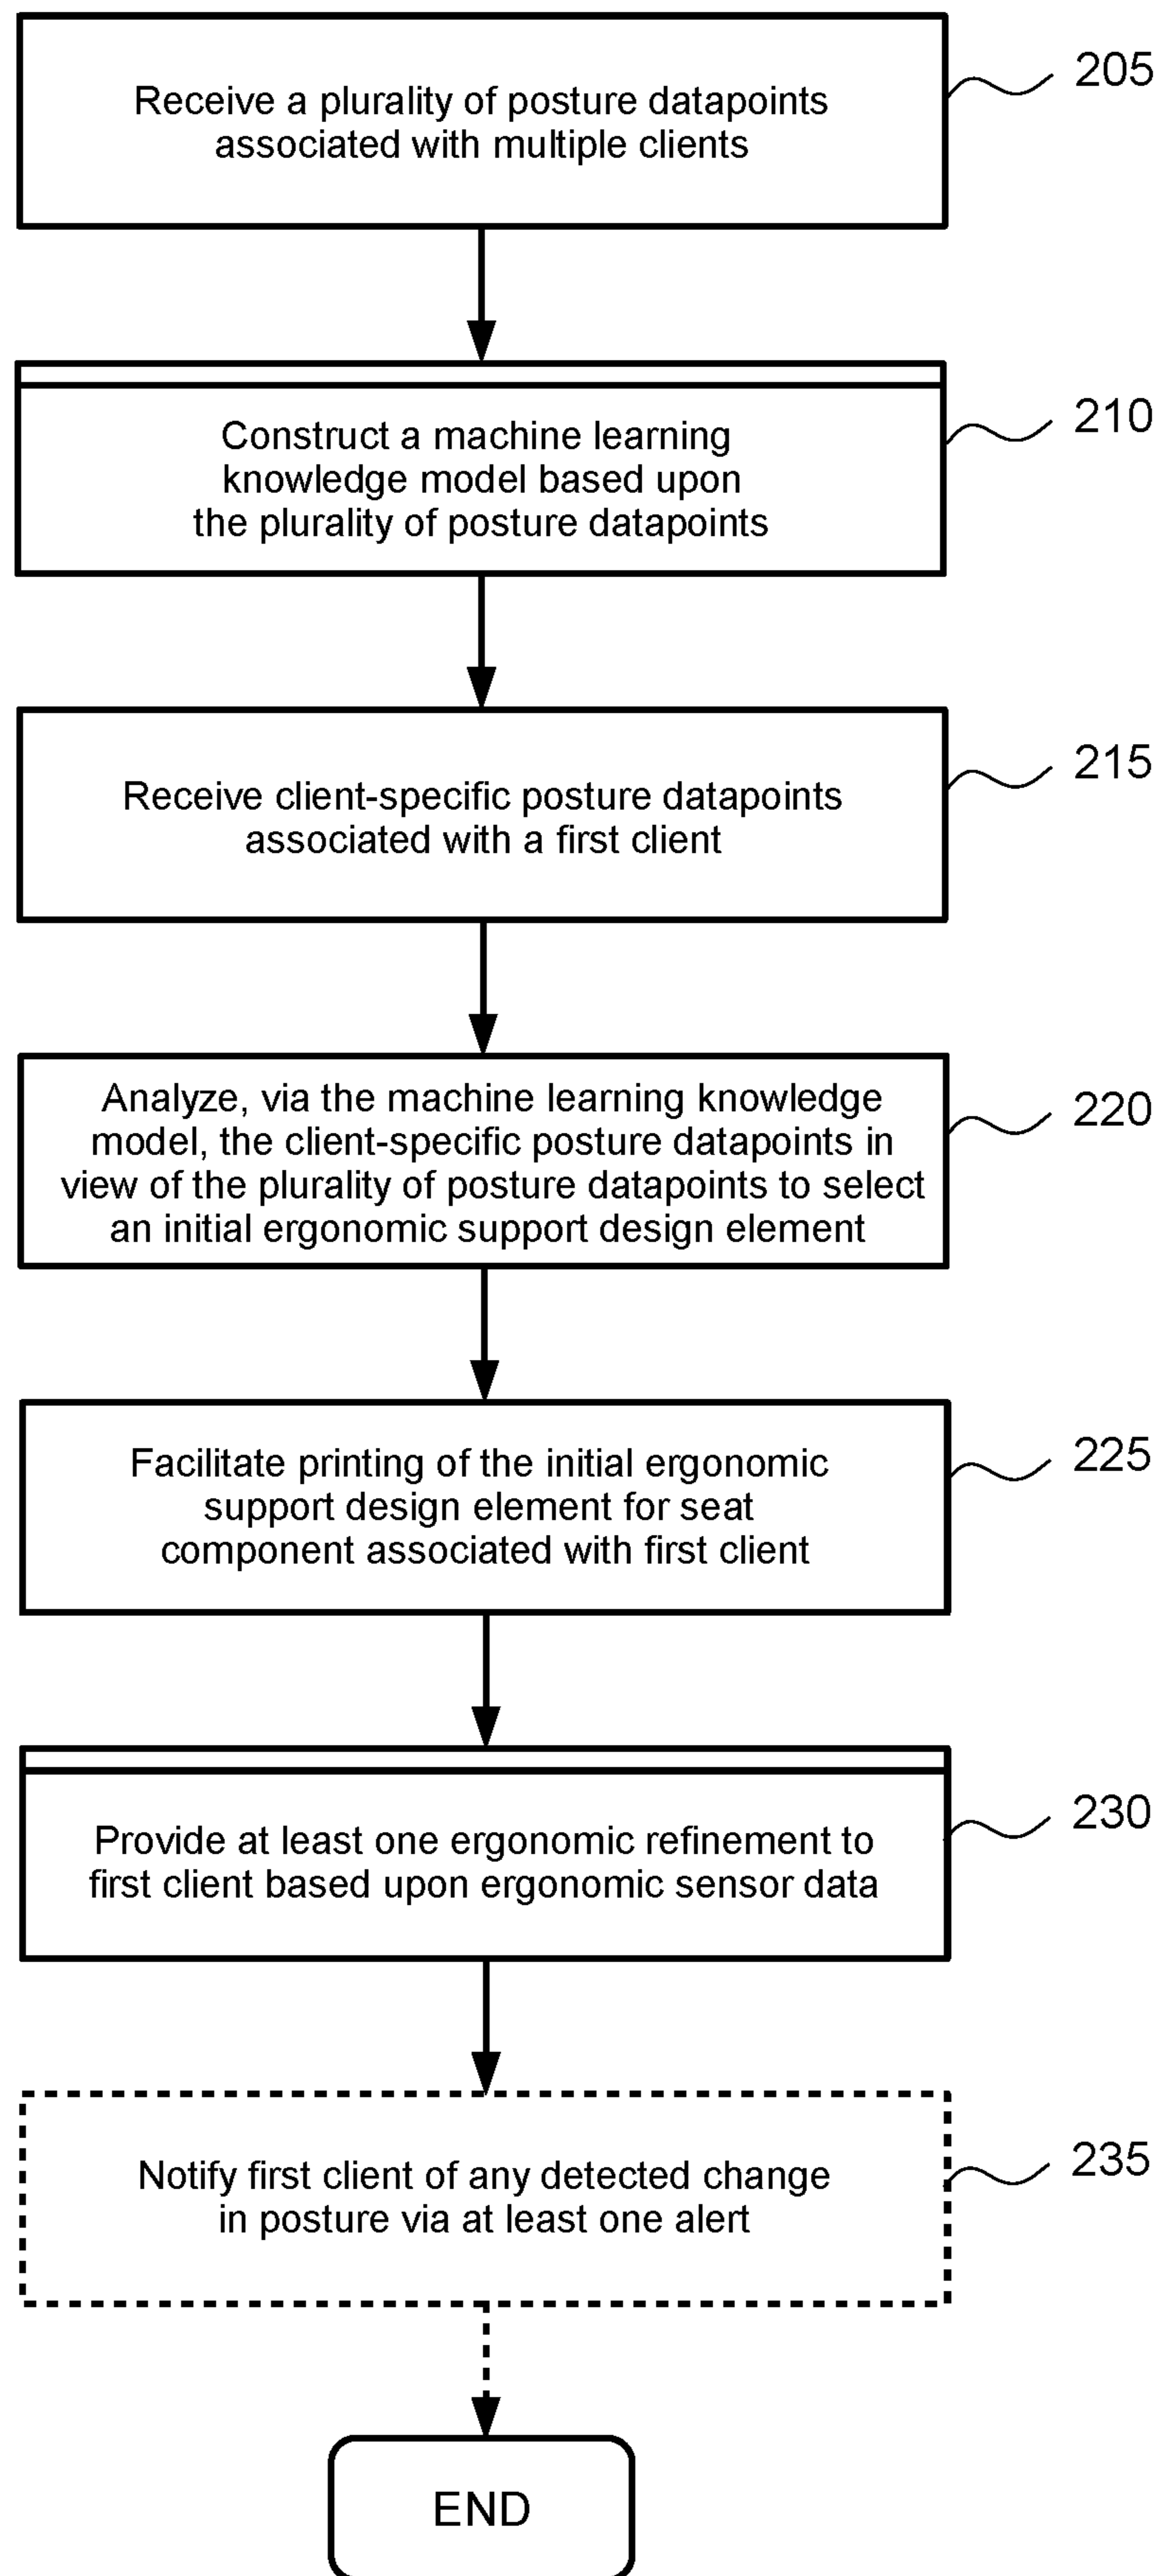 Receive a plurality of posture datapoints
associated with multiple clients
205
Construct a machine learning
knowledge model based upon
the plurality of posture datapoints
210
Receive client-specific posture datapoints
associated with a first client
215
Analyze, via the machine learning knowledge
model, the client-specific posture datapoints in
view of the plurality of posture datapoints to select
an initial ergonomic support design element
220
Facilitate printing of the initial ergonomic
support design element for seat
component associated with first client
225
Provide at least one ergonomic refinement to
first client based upon ergonomic sensor data
230
Notify first client of any detected change
in posture via at least one alert
235
END